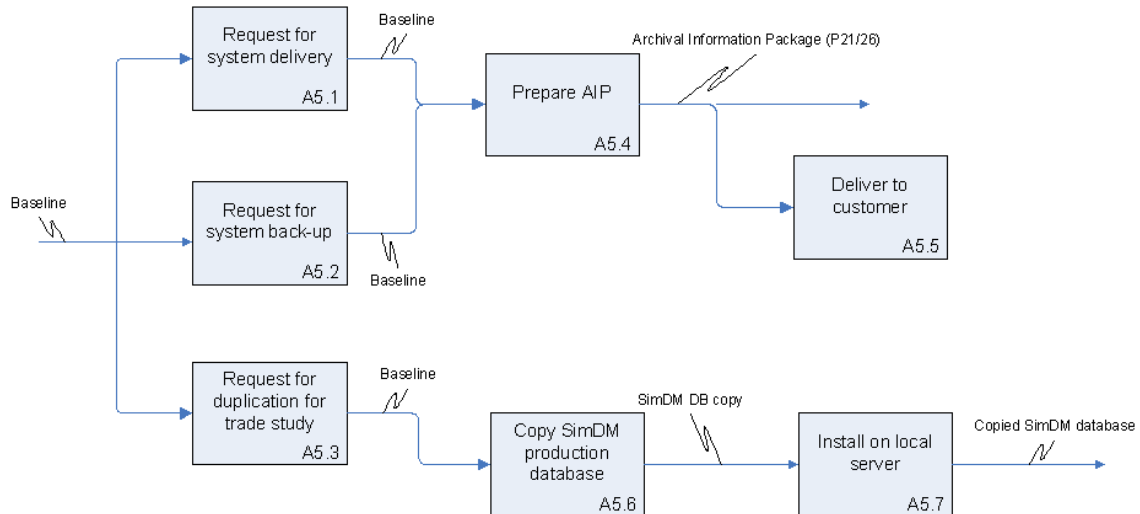 Baseline
Request for
system delivery
A5.1
Baseline
Request for
system back-up
A5.2
Baseline
Request for
duplication for
trade study
A5.3
Baseline
Prepare AIP
A5.4
Archival Information Package (P21/26)
Deliver to
customer
A5.5
Copy SimDM
production
database
A5.6
SimDM DB copy
Install on local
server
A5.7
Copied SimDM database